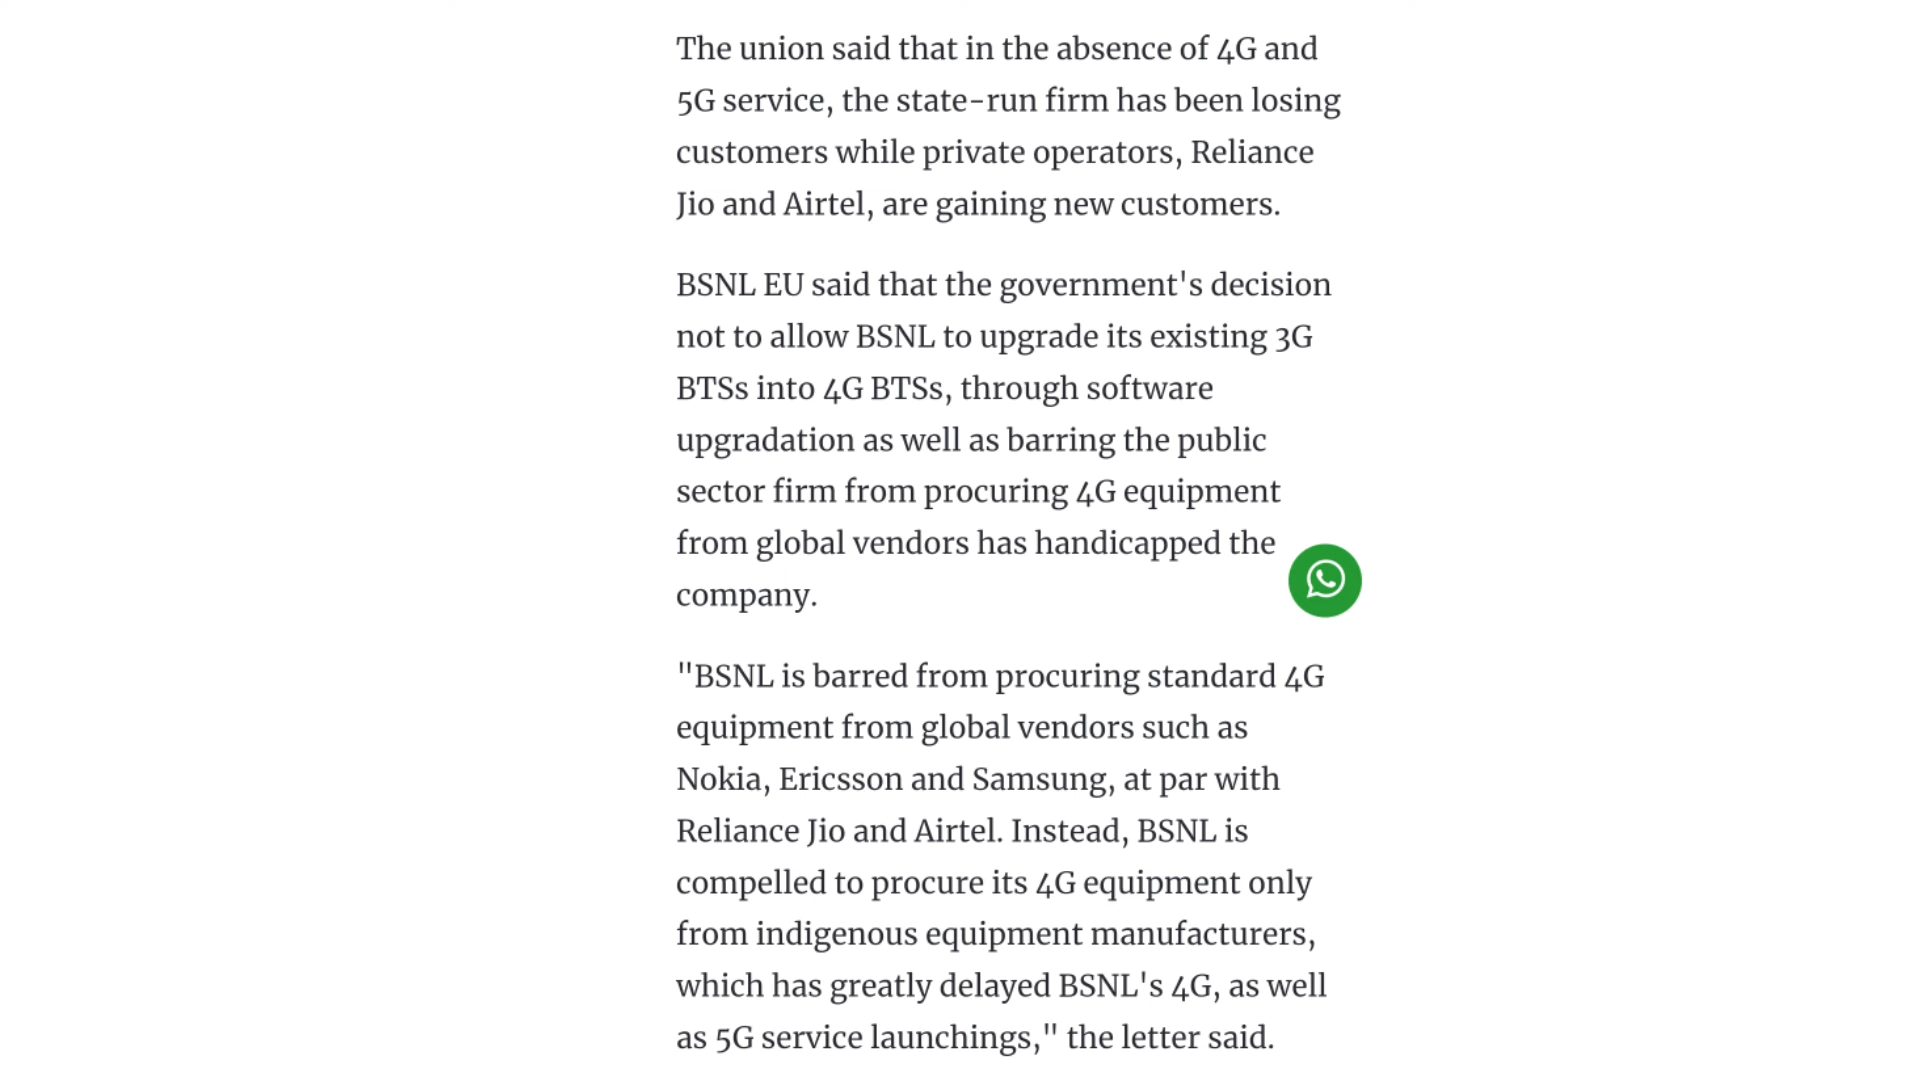 The union said that in the absence of 4G and
5G service, the state-run firm has been losing
customers while private operators, Reliance
Jio and Airtel, are gaining new customers.
BSNL EU said that the government's decision
not to allow BSNL to upgrade its existing 3G
BTSs into 4G BTSs, through software
upgradation as well as barring the public
sector firm from procuring 4G equipment
from global vendors has handicapped the
company.
"BSNL is barred from procuring standard 4G
equipment from global vendors such as
Nokia, Ericsson and Samsung, at par with
Reliance Jio and Airtel. Instead, BSNL is
compelled to procure its 4G equipment only
from indigenous equipment manufacturers,
which has greatly delayed BSNL's 4G, as well
as 5G service launchings," the letter said.